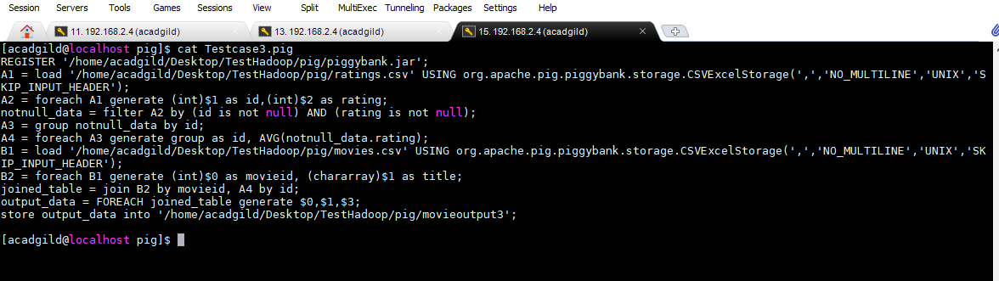 Session Servers Tools Games Sessions View Split MultiExec Tunneling Packages Settings Help
11. 192.168.2.4 (acadgild) 13. 192.168.2.4 (acadgild) 15. 192.168.2.4 (acadgild)
[acadgild@localhost pig]$ cat Testcase3.pig
REGISTER '/home/acadgild/Desktop/TestHadoop/pig/piggybank.jar';
A1 = load '/home/acadgild/Desktop/TestHadoop/pig/ratings.csv' USING org.apache.pig.piggybank.storage.CSVExcelStorage(',','NO_MULTILINE','UNIX','S
KIP_INPUT_HEADER');
A2 = foreach A1 generate (int)$1 as id,(int)$2 as rating;
notnull_data = filter A2 by (id is not null) AND (rating is not null);
A3 = group notnull_data by id;
A4 = foreach A3 generate group as id, AVG(notnull_data.rating);
B1 = load '/home/acadgild/Desktop/TestHadoop/pig/movies.csv' USING org.apache.pig.piggybank.storage.CSVExcelStorage(',','NO_MULTILINE','UNIX','SK
IP_INPUT_HEADER');
B2 = foreach B1 generate (int)$0 as movieid, (chararray)$1 as title;
joined_table = join B2 by movieid, A4 by id;
output_data = FOREACH joined_table generate $0,$1,$3;
store output_data into '/home/acadgild/Desktop/TestHadoop/pig/movieoutput3';
[acadgild@localhost pig]$